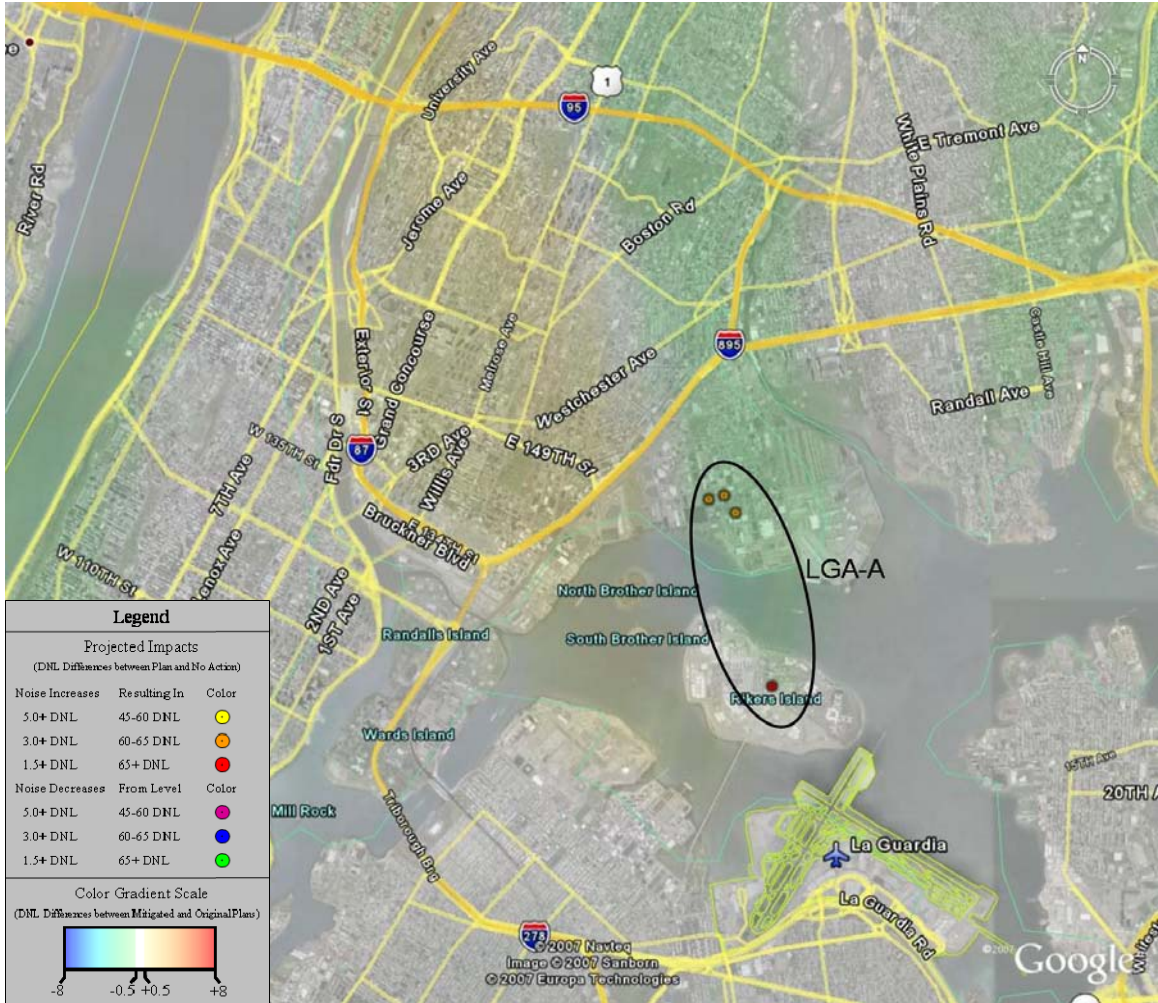 N
1
95
University Ave
River Rd
Jerome Ave
Boston Rd
White Plains Rd
E Tremont Ave
Exterior St
Grand Concourse
Melrose Ave
895
Westchester Ave
Castle Hill Ave
Randall Ave
W 135TH St
Fdr Dr S
87
3RD Ave
Willis Ave
E 149TH St
7TH Ave
Bruckner Blvd
E 134TH St
W 110TH St
Lenox Ave
2ND Ave
1ST Ave
LGA-A
North Brother Island
South Brother Island
Randalls Island
Rikers Island
Wards Island
Mill Rock
Triborough Brg
15TH Ave
20TH A
La Guardia
La Guardia Rd
Whitest
278
© 2007 Navteq
Image © 2007 Sanborn
© 2007 Europa Technologies
©2007 Google
Legend
Projected Impacts
(DNL Differences between Plan and No Action)
Noise Increases Resulting In Color
5.0+ DNL 45-60 DNL
3.0+ DNL 60-65 DNL
1.5+ DNL 65+ DNL
Noise Decreases From Level Color
5.0+ DNL 45-60 DNL
3.0+ DNL 60-65 DNL
1.5+ DNL 65+ DNL
Color Gradient Scale
(DNL Differences between Mitigated and Original Plans)
-8 -0.5 +0.5 +8